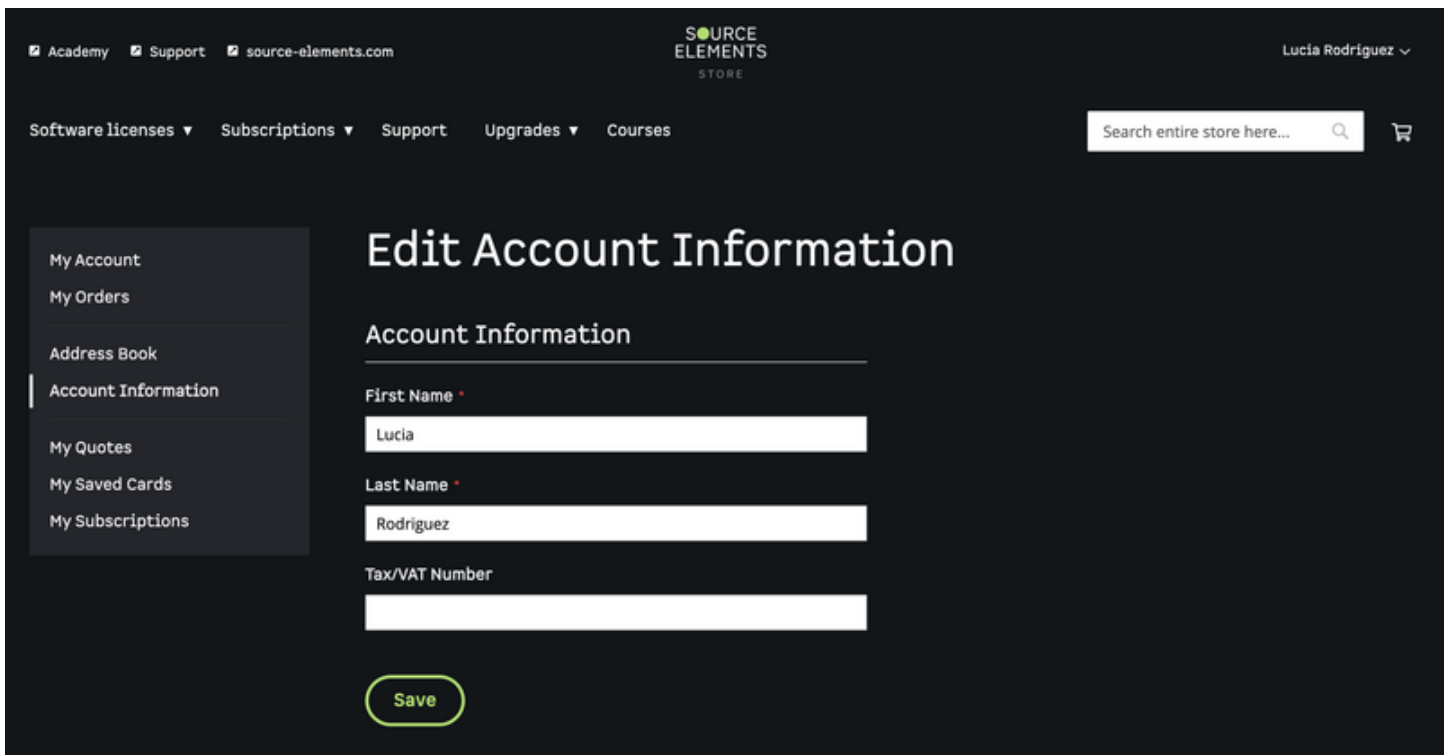 Academy Support source-elements.com
SOURCE
ELEMENTS
STORE
Lucia Rodriguez
Software licenses ▼ Subscriptions ▼ Support Upgrades ▼ Courses
Search entire store here...
My Account
My Orders
Address Book
Account Information
My Quotes
My Saved Cards
My Subscriptions
Edit Account Information
Account Information
First Name *
Lucia
Last Name *
Rodriguez
Tax/VAT Number
Save